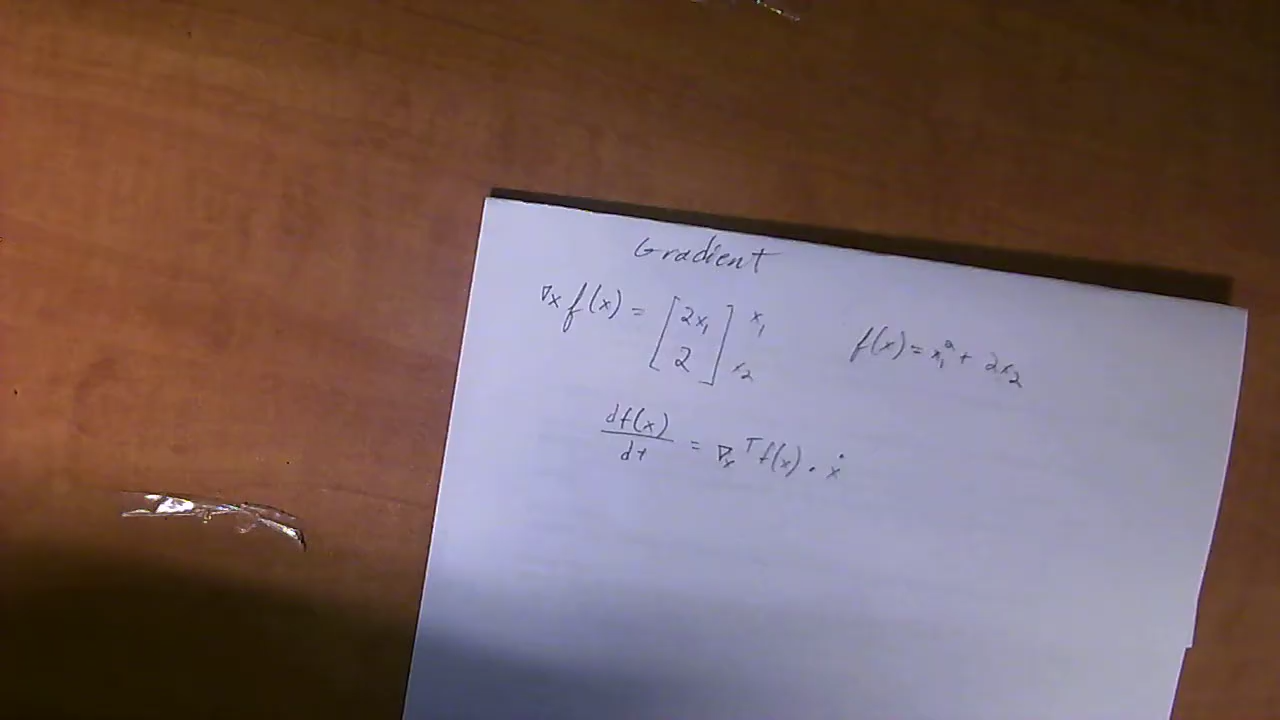 Gradient
∇x f(x) = [2x₁ 2] x₁ x₂ f(x) = x₁² + 2x₂
df(x)/dt = ∇x ᵀ f(x) · ẋ